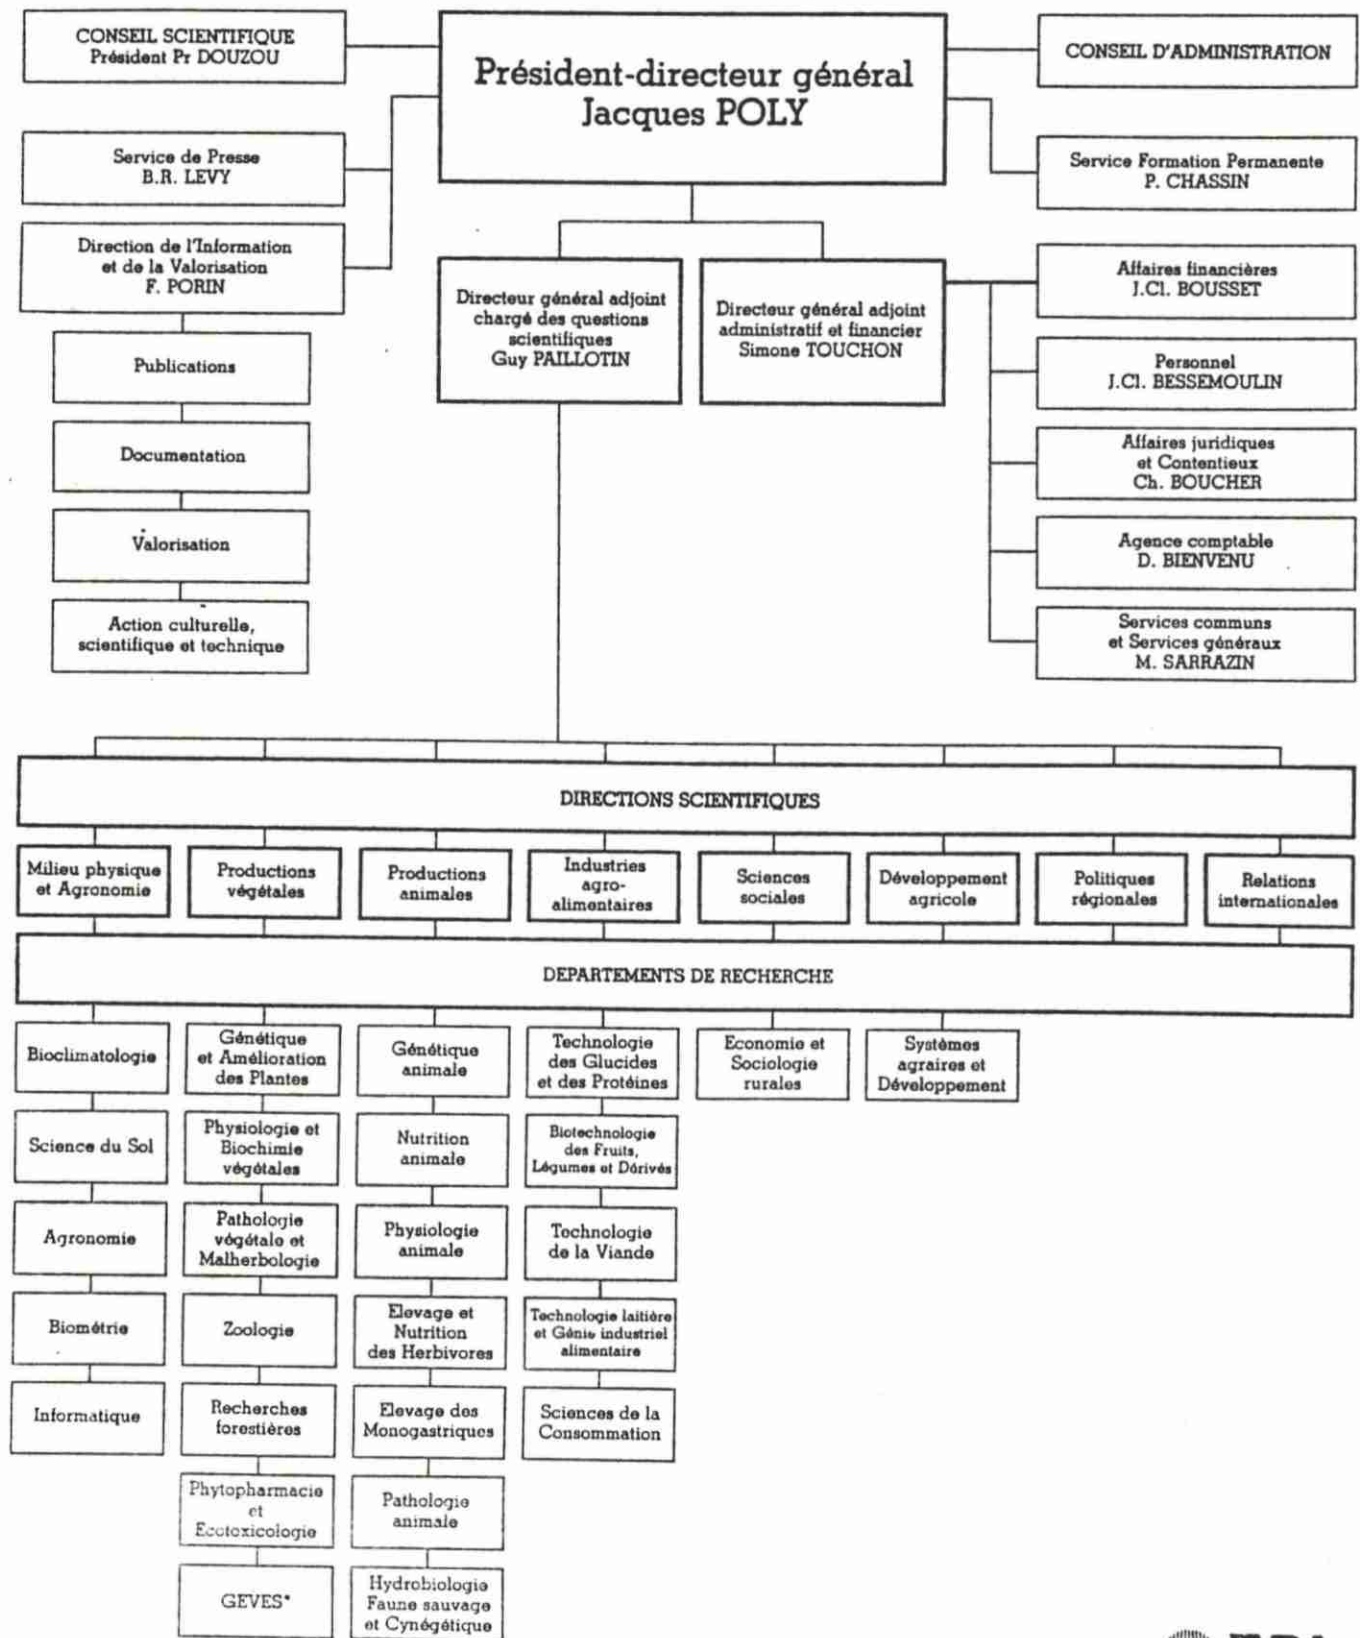 CONSEIL SCIENTIFIQUE
Président Pr DOUZOU
Président-directeur général
Jacques POLY
CONSEIL D'ADMINISTRATION
Service de Presse
B.R. LEVY
Service Formation Permanente
P. CHASSIN
Direction de l'Information
et de la Valorisation
F. PORIN
Publications
Documentation
Valorisation
Action culturelle,
scientifique et technique
Directeur général adjoint
chargé des questions
scientifiques
Guy PAILLOTIN
Directeur général adjoint
administratif et financier
Simone TOUCHON
Affaires financières
J.Cl. BOUSSET
Personnel
J.Cl. BESSEMOULIN
Affaires juridiques
et Contentieux
Ch. BOUCHER
Agence comptable
D. BIENVENU
Services communs
et Services généraux
M. SARRAZIN
DIRECTIONS SCIENTIFIQUES
Milieu physique
et Agronomie
Productions
végétales
Productions
animales
Industries
agro-
alimentaires
Sciences
sociales
Développement
agricole
Politiques
régionales
Relations
internationales
DEPARTEMENTS DE RECHERCHE
Bioclimatologie
Science du Sol
Agronomie
Biométrie
Informatique
Génétique
et Amélioration
des Plantes
Physiologie et
Biochimie
végétales
Pathologie
végétale et
Malherbologie
Zoologie
Recherches
forestières
Phytopharmacie
et
Ecotoxicologie
GEVES*
Génétique
animale
Nutrition
animale
Physiologie
animale
Elevage et
Nutrition
des Herbivores
Elevage des
Monogastriques
Pathologie
animale
Hydrobiologie
Faune sauvage
et Cynégétique
Technologie
des Glucides
et des Protéines
Biotechnologie
des Fruits,
Légumes et Dérivés
Technologie
de la Viande
Technologie laitière
et Génie industriel
alimentaire
Sciences de la
Consommation
Economie et
Sociologie
rurales
Systèmes
agraires et
Développement